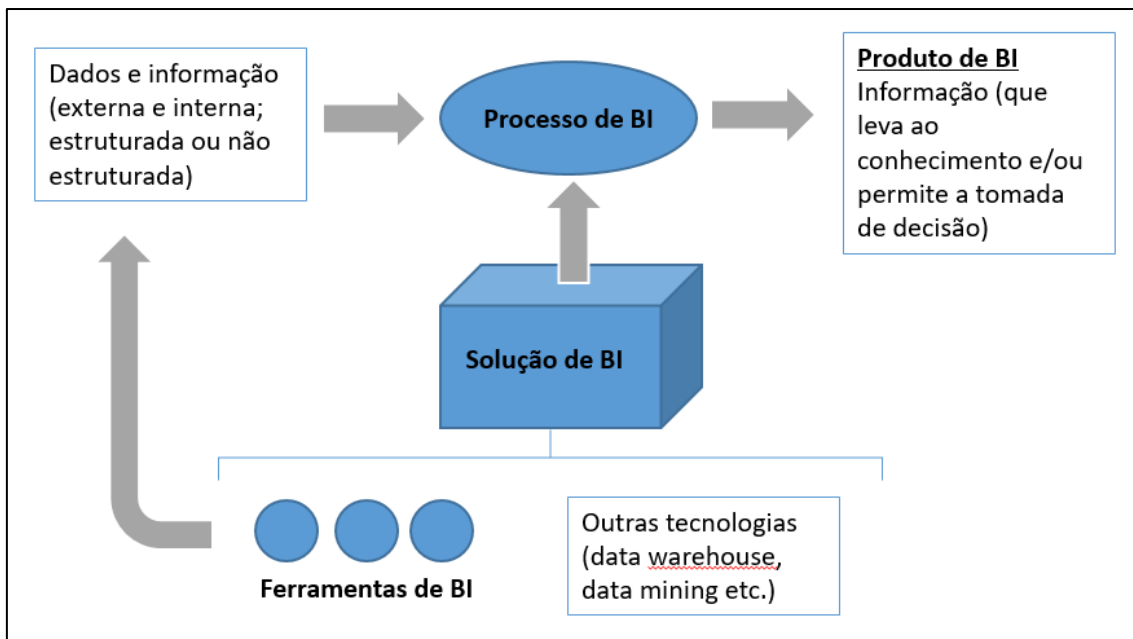 Dados e informação
(externa e interna;
estruturada ou não
estruturada)
Processo de BI
Produto de BI
Informação (que
leva ao
conhecimento e/ou
permite a tomada
de decisão)
Solução de BI
Ferramentas de BI
Outras tecnologias
(data warehouse,
data mining etc.)